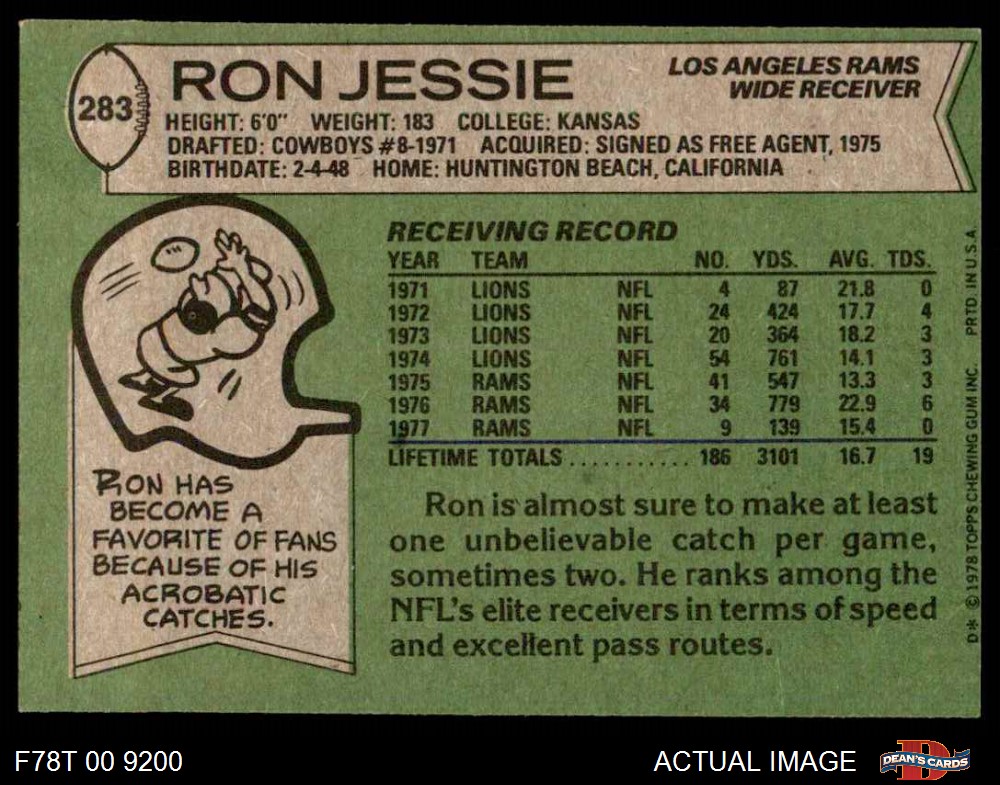 283
RON JESSIE
LOS ANGELES RAMS
WIDE RECEIVER
HEIGHT: 6'0" WEIGHT: 183 COLLEGE: KANSAS
DRAFTED: COWBOYS #8-1971 ACQUIRED: SIGNED AS FREE AGENT, 1975
BIRTHDATE: 2-4-48 HOME: HUNTINGTON BEACH, CALIFORNIA
RECEIVING RECORD
YEAR TEAM NO. YDS. AVG. TDS.
1971 LIONS NFL 4 87 21.8 0
1972 LIONS NFL 24 424 17.7 4
1973 LIONS NFL 20 364 18.2 3
1974 LIONS NFL 54 761 14.1 3
1975 RAMS NFL 41 547 13.3 3
1976 RAMS NFL 34 779 22.9 6
1977 RAMS NFL 9 139 15.4 0
LIFETIME TOTALS........... 186 3101 16.7 19
RON HAS
BECOME A
FAVORITE OF FANS
BECAUSE OF HIS
ACROBATIC
CATCHES.
Ron is almost sure to make at least
one unbelievable catch per game,
sometimes two. He ranks among the
NFL's elite receivers in terms of speed
and excellent pass routes.
D* © 1978 TOPPS CHEWING GUM INC. PRTD. IN U.S.A.
F78T 00 9200
ACTUAL IMAGE
D
DEAN'S CARDS